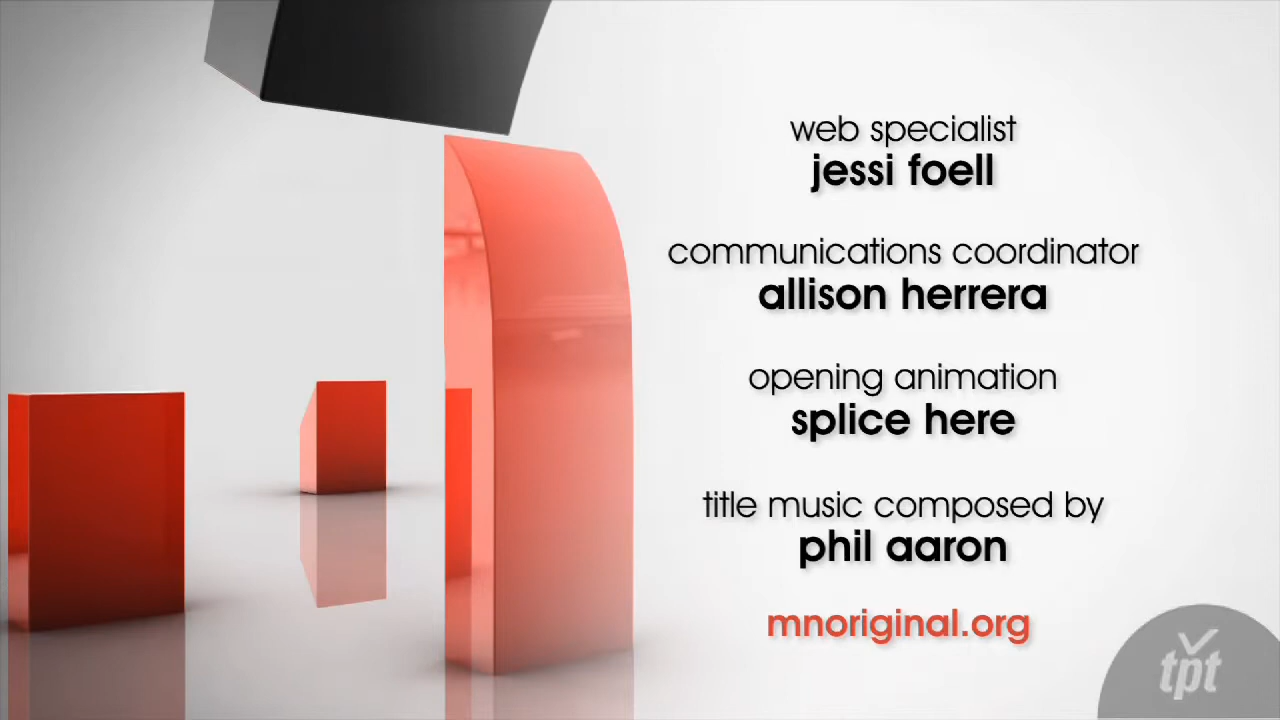 web specialist
jessi foell
communications coordinator
allison herrera
opening animation
splice here
title music composed by
phil aaron
mnoriginal.org
tpt